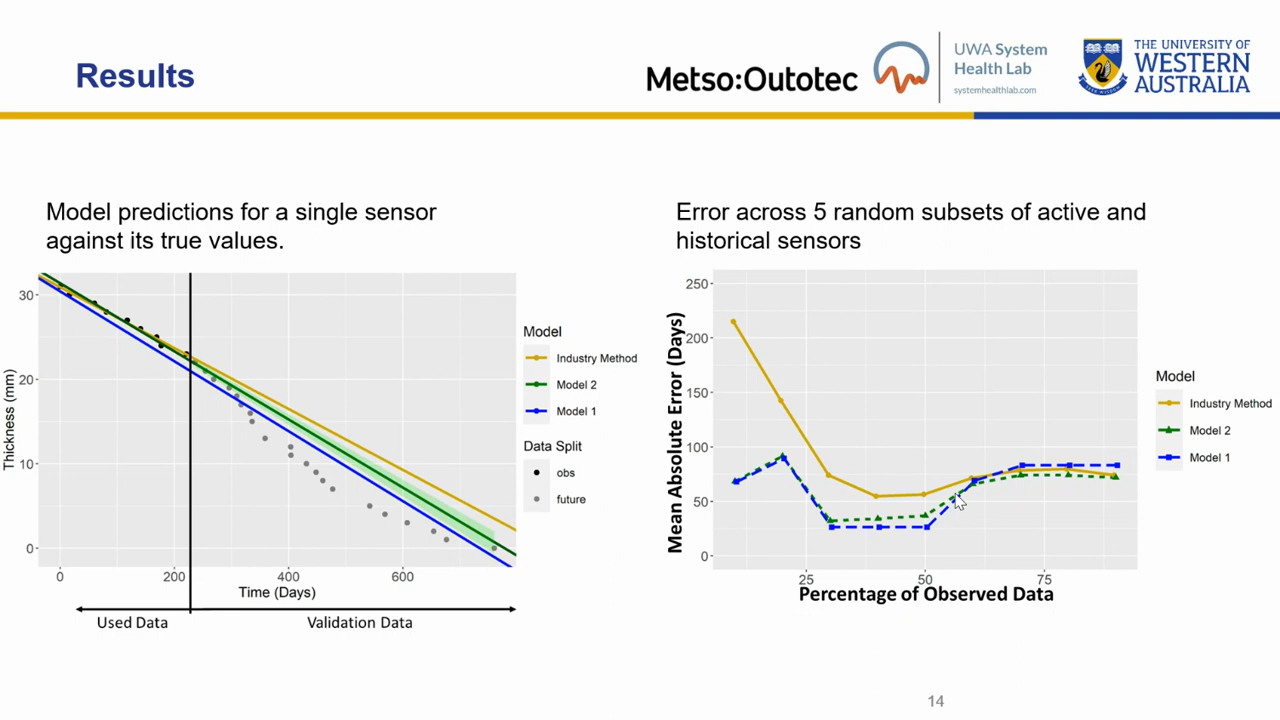 Results
Metso:Outotec
UWA System
Health Lab
systemhealthlab.com
THE UNIVERSITY OF
WESTERN
AUSTRALIA
Model predictions for a single sensor
against its true values.
Thickness (mm)
30
20
10
0
0
200
400
600
Time (Days)
Used Data
Validation Data
Model
Industry Method
Model 2
Model 1
Data Split
obs
future
Error across 5 random subsets of active and
historical sensors
Mean Absolute Error (Days)
250
200
150
100
50
0
25
50
75
Percentage of Observed Data
Model
Industry Method
Model 2
Model 1
14